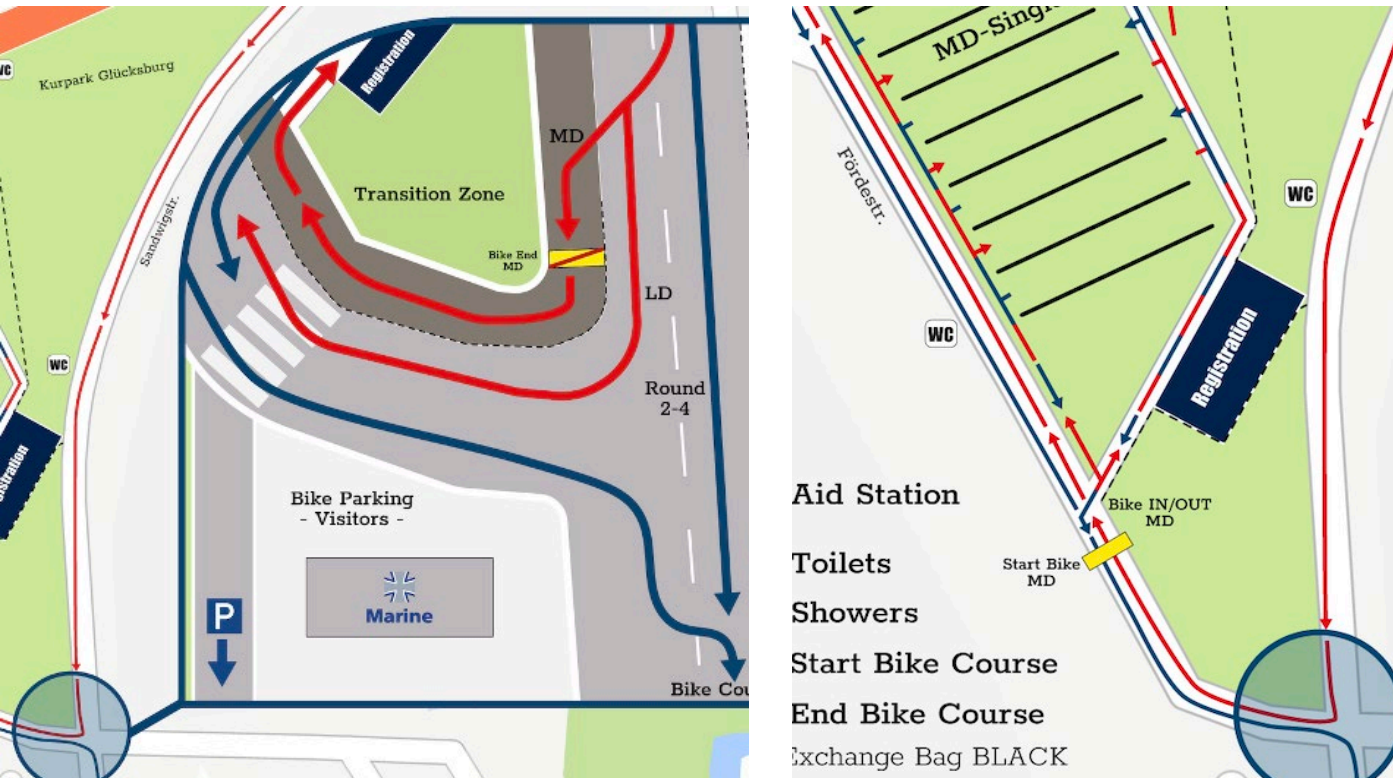 WC
Kurpark Glücksburg
Registration
MD
Transition Zone
Sandwigstr.
Bike End
MD
LD
WC
Round
2-4
Bike Parking
- Visitors -
Marine
P
Bike
MD-Single
Fördestr.
WC
WC
Registration
Aid Station
Bike IN/OUT
MD
Toilets
Start Bike
MD
Showers
Start Bike Course
End Bike Course
Exchange Bag BLACK